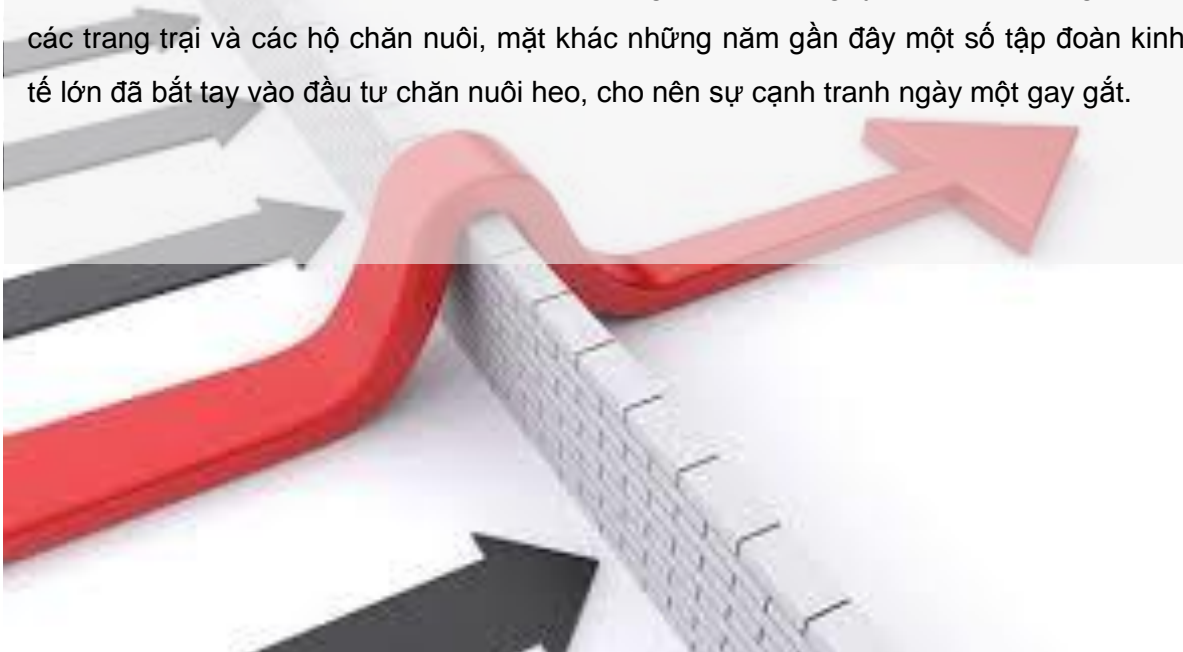 các trang trại và các hộ chăn nuôi, mặt khác những năm gần đây một số tập đoàn kinh
tế lớn đã bắt tay vào đầu tư chăn nuôi heo, cho nên sự cạnh tranh ngày một gay gắt.